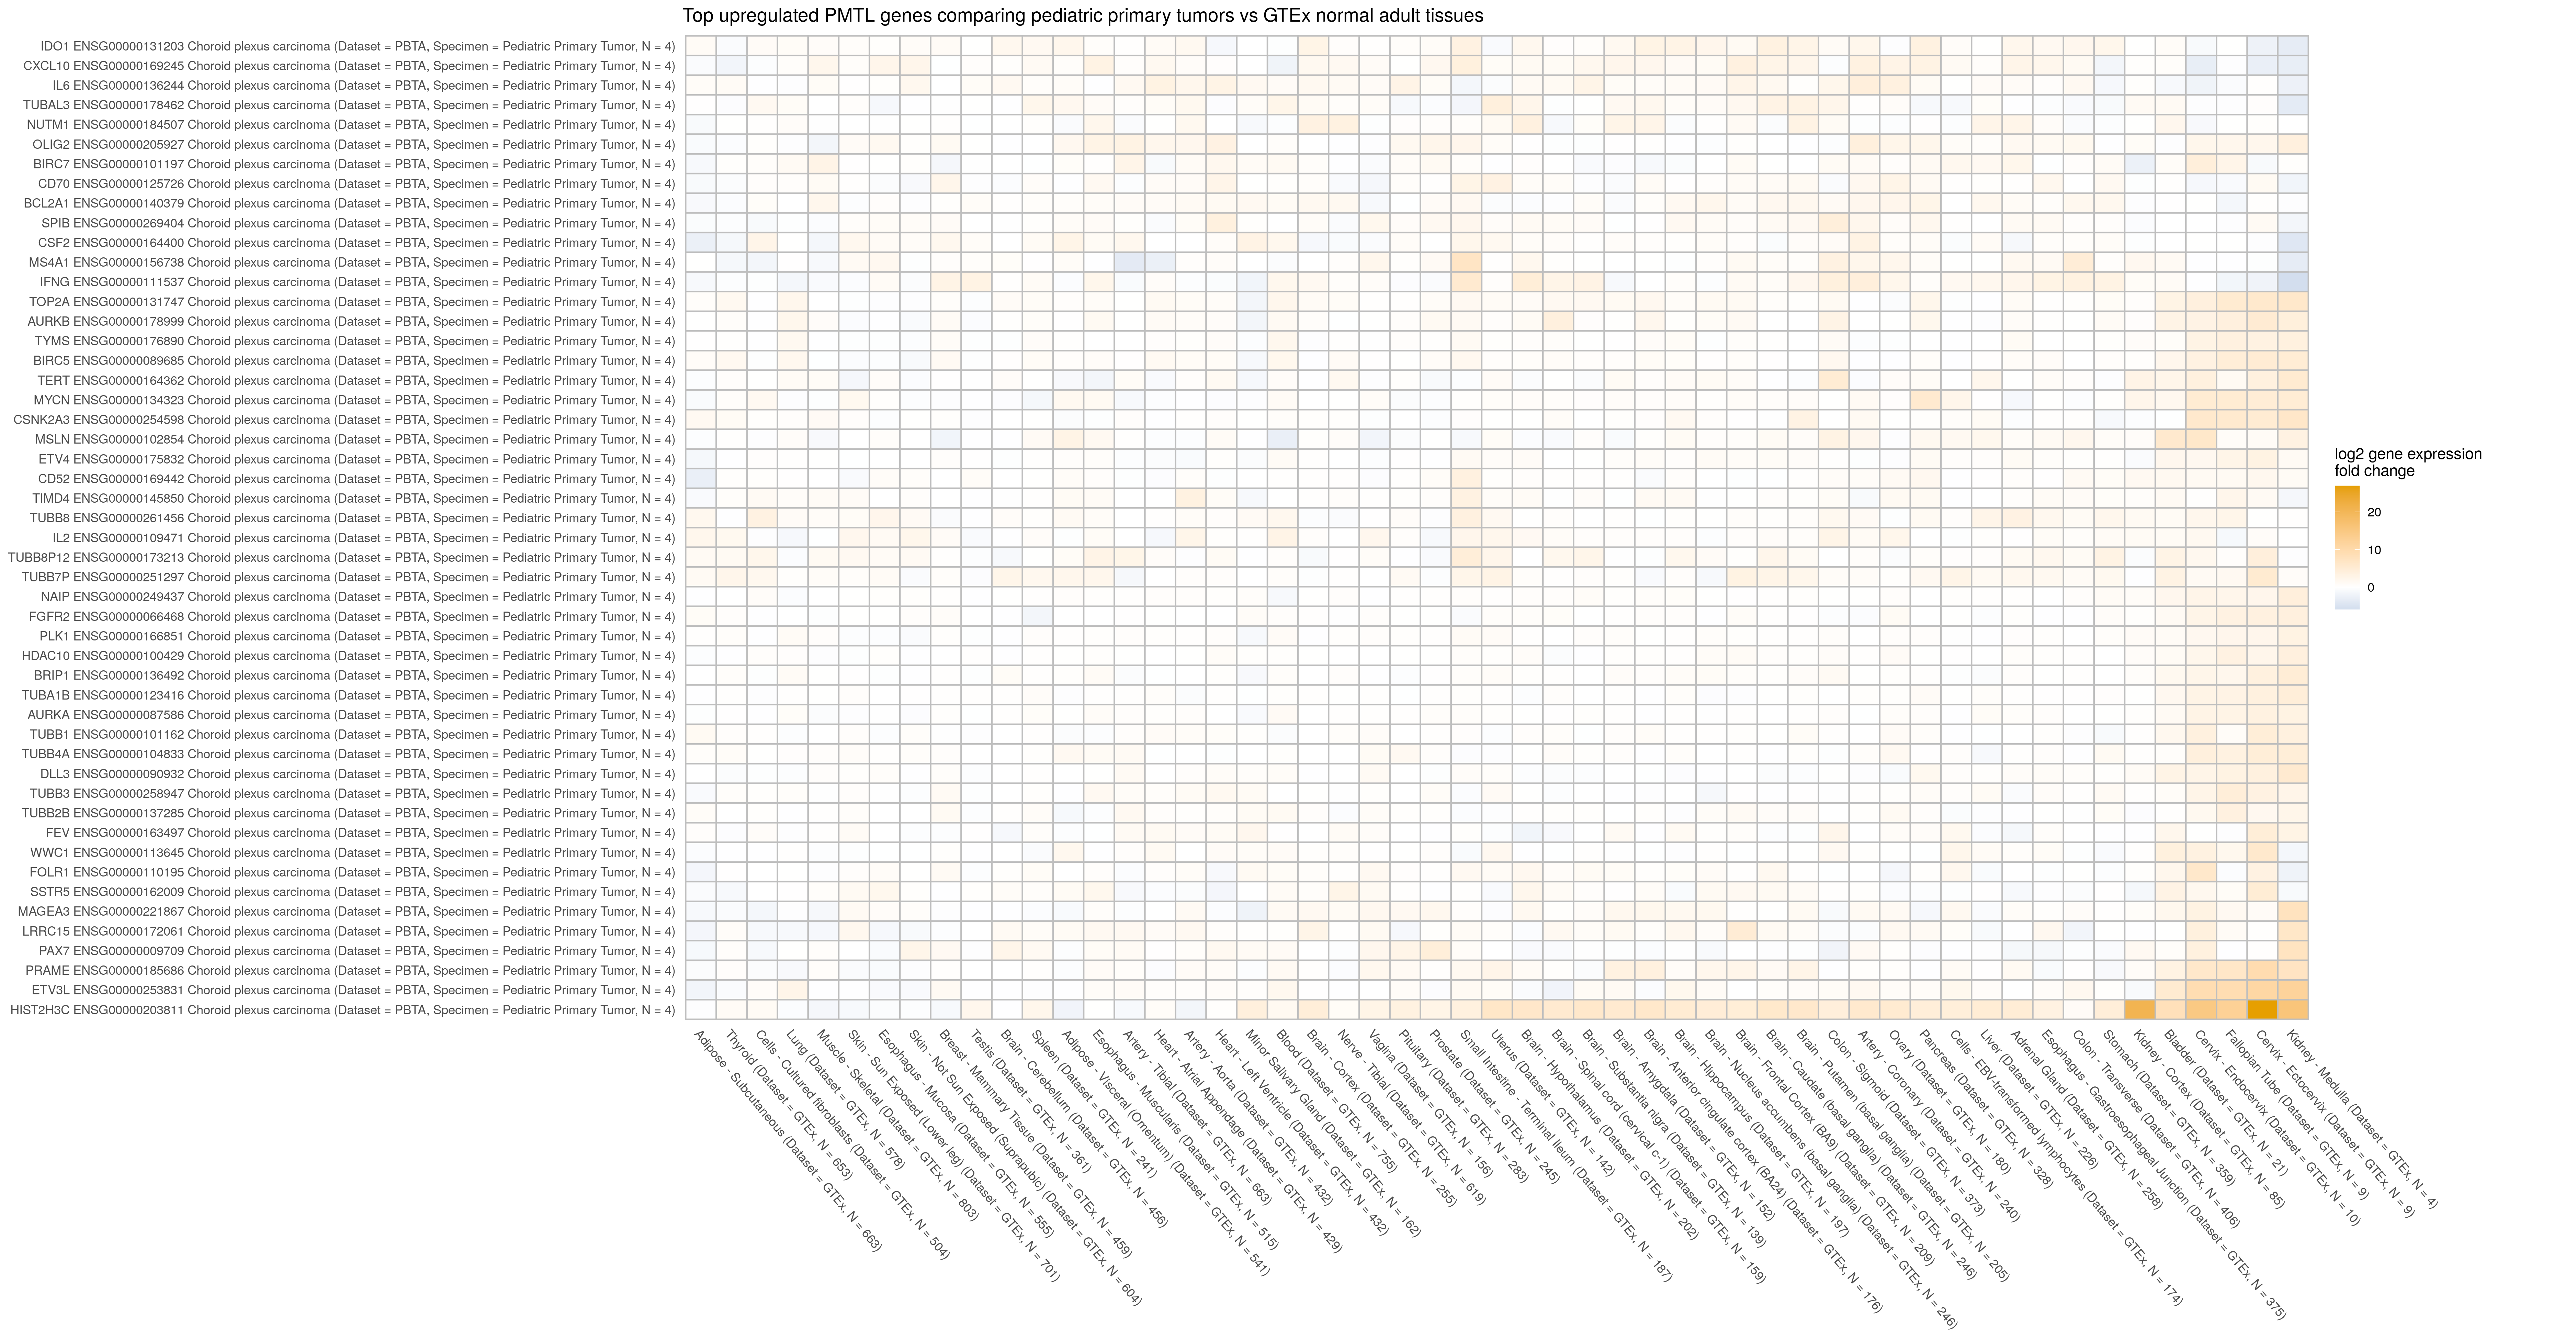 Top upregulated PMTL genes comparing pediatric primary tumors vs GTEx normal adult tissues
IDO1 ENSG00000131203 Choroid plexus carcinoma (Dataset = PBTA, Specimen = Pediatric Primary Tumor, N = 4)
CXCL10 ENSG00000169245 Choroid plexus carcinoma (Dataset = PBTA, Specimen = Pediatric Primary Tumor, N = 4)
IL6 ENSG00000136244 Choroid plexus carcinoma (Dataset = PBTA, Specimen = Pediatric Primary Tumor, N = 4)
TUBAL3 ENSG00000178462 Choroid plexus carcinoma (Dataset = PBTA, Specimen = Pediatric Primary Tumor, N = 4)
NUTM1 ENSG00000184507 Choroid plexus carcinoma (Dataset = PBTA, Specimen = Pediatric Primary Tumor, N = 4)
OLIG2 ENSG00000205927 Choroid plexus carcinoma (Dataset = PBTA, Specimen = Pediatric Primary Tumor, N = 4)
BIRC7 ENSG00000101197 Choroid plexus carcinoma (Dataset = PBTA, Specimen = Pediatric Primary Tumor, N = 4)
CD70 ENSG00000125726 Choroid plexus carcinoma (Dataset = PBTA, Specimen = Pediatric Primary Tumor, N = 4)
BCL2A1 ENSG00000140379 Choroid plexus carcinoma (Dataset = PBTA, Specimen = Pediatric Primary Tumor, N = 4)
SPIB ENSG00000269404 Choroid plexus carcinoma (Dataset = PBTA, Specimen = Pediatric Primary Tumor, N = 4)
CSF2 ENSG00000164400 Choroid plexus carcinoma (Dataset = PBTA, Specimen = Pediatric Primary Tumor, N = 4)
MS4A1 ENSG00000156738 Choroid plexus carcinoma (Dataset = PBTA, Specimen = Pediatric Primary Tumor, N = 4)
IFNG ENSG00000111537 Choroid plexus carcinoma (Dataset = PBTA, Specimen = Pediatric Primary Tumor, N = 4)
TOP2A ENSG00000131747 Choroid plexus carcinoma (Dataset = PBTA, Specimen = Pediatric Primary Tumor, N = 4)
AURKB ENSG00000178999 Choroid plexus carcinoma (Dataset = PBTA, Specimen = Pediatric Primary Tumor, N = 4)
TYMS ENSG00000176890 Choroid plexus carcinoma (Dataset = PBTA, Specimen = Pediatric Primary Tumor, N = 4)
BIRC5 ENSG00000089685 Choroid plexus carcinoma (Dataset = PBTA, Specimen = Pediatric Primary Tumor, N = 4)
TERT ENSG00000164362 Choroid plexus carcinoma (Dataset = PBTA, Specimen = Pediatric Primary Tumor, N = 4)
MYCN ENSG00000134323 Choroid plexus carcinoma (Dataset = PBTA, Specimen = Pediatric Primary Tumor, N = 4)
CSNK2A3 ENSG00000254598 Choroid plexus carcinoma (Dataset = PBTA, Specimen = Pediatric Primary Tumor, N = 4)
MSLN ENSG00000102854 Choroid plexus carcinoma (Dataset = PBTA, Specimen = Pediatric Primary Tumor, N = 4)
ETV4 ENSG00000175832 Choroid plexus carcinoma (Dataset = PBTA, Specimen = Pediatric Primary Tumor, N = 4)
CD52 ENSG00000169442 Choroid plexus carcinoma (Dataset = PBTA, Specimen = Pediatric Primary Tumor, N = 4)
TIMD4 ENSG00000145850 Choroid plexus carcinoma (Dataset = PBTA, Specimen = Pediatric Primary Tumor, N = 4)
TUBB8 ENSG00000261456 Choroid plexus carcinoma (Dataset = PBTA, Specimen = Pediatric Primary Tumor, N = 4)
IL2 ENSG00000109471 Choroid plexus carcinoma (Dataset = PBTA, Specimen = Pediatric Primary Tumor, N = 4)
TUBB8P12 ENSG00000173213 Choroid plexus carcinoma (Dataset = PBTA, Specimen = Pediatric Primary Tumor, N = 4)
TUBB7P ENSG00000251297 Choroid plexus carcinoma (Dataset = PBTA, Specimen = Pediatric Primary Tumor, N = 4)
NAIP ENSG00000249437 Choroid plexus carcinoma (Dataset = PBTA, Specimen = Pediatric Primary Tumor, N = 4)
FGFR2 ENSG00000066468 Choroid plexus carcinoma (Dataset = PBTA, Specimen = Pediatric Primary Tumor, N = 4)
PLK1 ENSG00000166851 Choroid plexus carcinoma (Dataset = PBTA, Specimen = Pediatric Primary Tumor, N = 4)
HDAC10 ENSG00000100429 Choroid plexus carcinoma (Dataset = PBTA, Specimen = Pediatric Primary Tumor, N = 4)
BRIP1 ENSG00000136492 Choroid plexus carcinoma (Dataset = PBTA, Specimen = Pediatric Primary Tumor, N = 4)
TUBA1B ENSG00000123416 Choroid plexus carcinoma (Dataset = PBTA, Specimen = Pediatric Primary Tumor, N = 4)
AURKA ENSG00000087586 Choroid plexus carcinoma (Dataset = PBTA, Specimen = Pediatric Primary Tumor, N = 4)
TUBB1 ENSG00000101162 Choroid plexus carcinoma (Dataset = PBTA, Specimen = Pediatric Primary Tumor, N = 4)
TUBB4A ENSG00000104833 Choroid plexus carcinoma (Dataset = PBTA, Specimen = Pediatric Primary Tumor, N = 4)
DLL3 ENSG00000090932 Choroid plexus carcinoma (Dataset = PBTA, Specimen = Pediatric Primary Tumor, N = 4)
TUBB3 ENSG00000258947 Choroid plexus carcinoma (Dataset = PBTA, Specimen = Pediatric Primary Tumor, N = 4)
TUBB2B ENSG00000137285 Choroid plexus carcinoma (Dataset = PBTA, Specimen = Pediatric Primary Tumor, N = 4)
FEV ENSG00000163497 Choroid plexus carcinoma (Dataset = PBTA, Specimen = Pediatric Primary Tumor, N = 4)
WWC1 ENSG00000113645 Choroid plexus carcinoma (Dataset = PBTA, Specimen = Pediatric Primary Tumor, N = 4)
FOLR1 ENSG00000110195 Choroid plexus carcinoma (Dataset = PBTA, Specimen = Pediatric Primary Tumor, N = 4)
SSTR5 ENSG00000162009 Choroid plexus carcinoma (Dataset = PBTA, Specimen = Pediatric Primary Tumor, N = 4)
MAGEA3 ENSG00000221867 Choroid plexus carcinoma (Dataset = PBTA, Specimen = Pediatric Primary Tumor, N = 4)
LRRC15 ENSG00000172061 Choroid plexus carcinoma (Dataset = PBTA, Specimen = Pediatric Primary Tumor, N = 4)
PAX7 ENSG00000009709 Choroid plexus carcinoma (Dataset = PBTA, Specimen = Pediatric Primary Tumor, N = 4)
PRAME ENSG00000185686 Choroid plexus carcinoma (Dataset = PBTA, Specimen = Pediatric Primary Tumor, N = 4)
ETV3L ENSG00000253831 Choroid plexus carcinoma (Dataset = PBTA, Specimen = Pediatric Primary Tumor, N = 4)
HIST2H3C ENSG00000203811 Choroid plexus carcinoma (Dataset = PBTA, Specimen = Pediatric Primary Tumor, N = 4)
Adipose - Subcutaneous (Dataset = GTEx, N = 663)
Thyroid (Dataset = GTEx, N = 653)
Cells - Cultured fibroblasts (Dataset = GTEx, N = 504)
Lung (Dataset = GTEx, N = 578)
Muscle - Skeletal (Dataset = GTEx, N = 803)
Skin - Sun Exposed (Lower leg) (Dataset = GTEx, N = 701)
Esophagus - Mucosa (Dataset = GTEx, N = 555)
Skin - Not Sun Exposed (Suprapubic) (Dataset = GTEx, N = 604)
Breast - Mammary Tissue (Dataset = GTEx, N = 459)
Testis (Dataset = GTEx, N = 361)
Brain - Cerebellum (Dataset = GTEx, N = 456)
Spleen (Dataset = GTEx, N = 241)
Adipose - Visceral (Omentum) (Dataset = GTEx, N = 541)
Esophagus - Muscularis (Dataset = GTEx, N = 515)
Artery - Tibial (Dataset = GTEx, N = 663)
Heart - Atrial Appendage (Dataset = GTEx, N = 429)
Artery - Aorta (Dataset = GTEx, N = 432)
Heart - Left Ventricle (Dataset = GTEx, N = 432)
Minor Salivary Gland (Dataset = GTEx, N = 162)
Blood (Dataset = GTEx, N = 755)
Brain - Cortex (Dataset = GTEx, N = 255)
Nerve - Tibial (Dataset = GTEx, N = 619)
Vagina (Dataset = GTEx, N = 156)
Pituitary (Dataset = GTEx, N = 283)
Prostate (Dataset = GTEx, N = 245)
Small Intestine - Terminal Ileum (Dataset = GTEx, N = 187)
Uterus (Dataset = GTEx, N = 142)
Brain - Hypothalamus (Dataset = GTEx, N = 202)
Brain - Spinal cord (cervical c-1) (Dataset = GTEx, N = 159)
Brain - Substantia nigra (Dataset = GTEx, N = 139)
Brain - Amygdala (Dataset = GTEx, N = 152)
Brain - Anterior cingulate cortex (BA24) (Dataset = GTEx, N = 176)
Brain - Hippocampus (Dataset = GTEx, N = 197)
Brain - Nucleus accumbens (basal ganglia) (Dataset = GTEx, N = 246)
Brain - Frontal Cortex (BA9) (Dataset = GTEx, N = 209)
Brain - Caudate (basal ganglia) (Dataset = GTEx, N = 246)
Brain - Putamen (basal ganglia) (Dataset = GTEx, N = 205)
Colon - Sigmoid (Dataset = GTEx, N = 373)
Artery - Coronary (Dataset = GTEx, N = 240)
Ovary (Dataset = GTEx, N = 180)
Pancreas (Dataset = GTEx, N = 328)
Cells - EBV-transformed lymphocytes (Dataset = GTEx, N = 174)
Liver (Dataset = GTEx, N = 226)
Adrenal Gland (Dataset = GTEx, N = 258)
Esophagus - Gastroesophageal Junction (Dataset = GTEx, N = 375)
Colon - Transverse (Dataset = GTEx, N = 406)
Stomach (Dataset = GTEx, N = 359)
Kidney - Cortex (Dataset = GTEx, N = 85)
Bladder (Dataset = GTEx, N = 21)
Cervix - Endocervix (Dataset = GTEx, N = 10)
Fallopian Tube (Dataset = GTEx, N = 9)
Cervix - Ectocervix (Dataset = GTEx, N = 9)
Kidney - Medulla (Dataset = GTEx, N = 4)
log2 gene expression
fold change
20
10
0